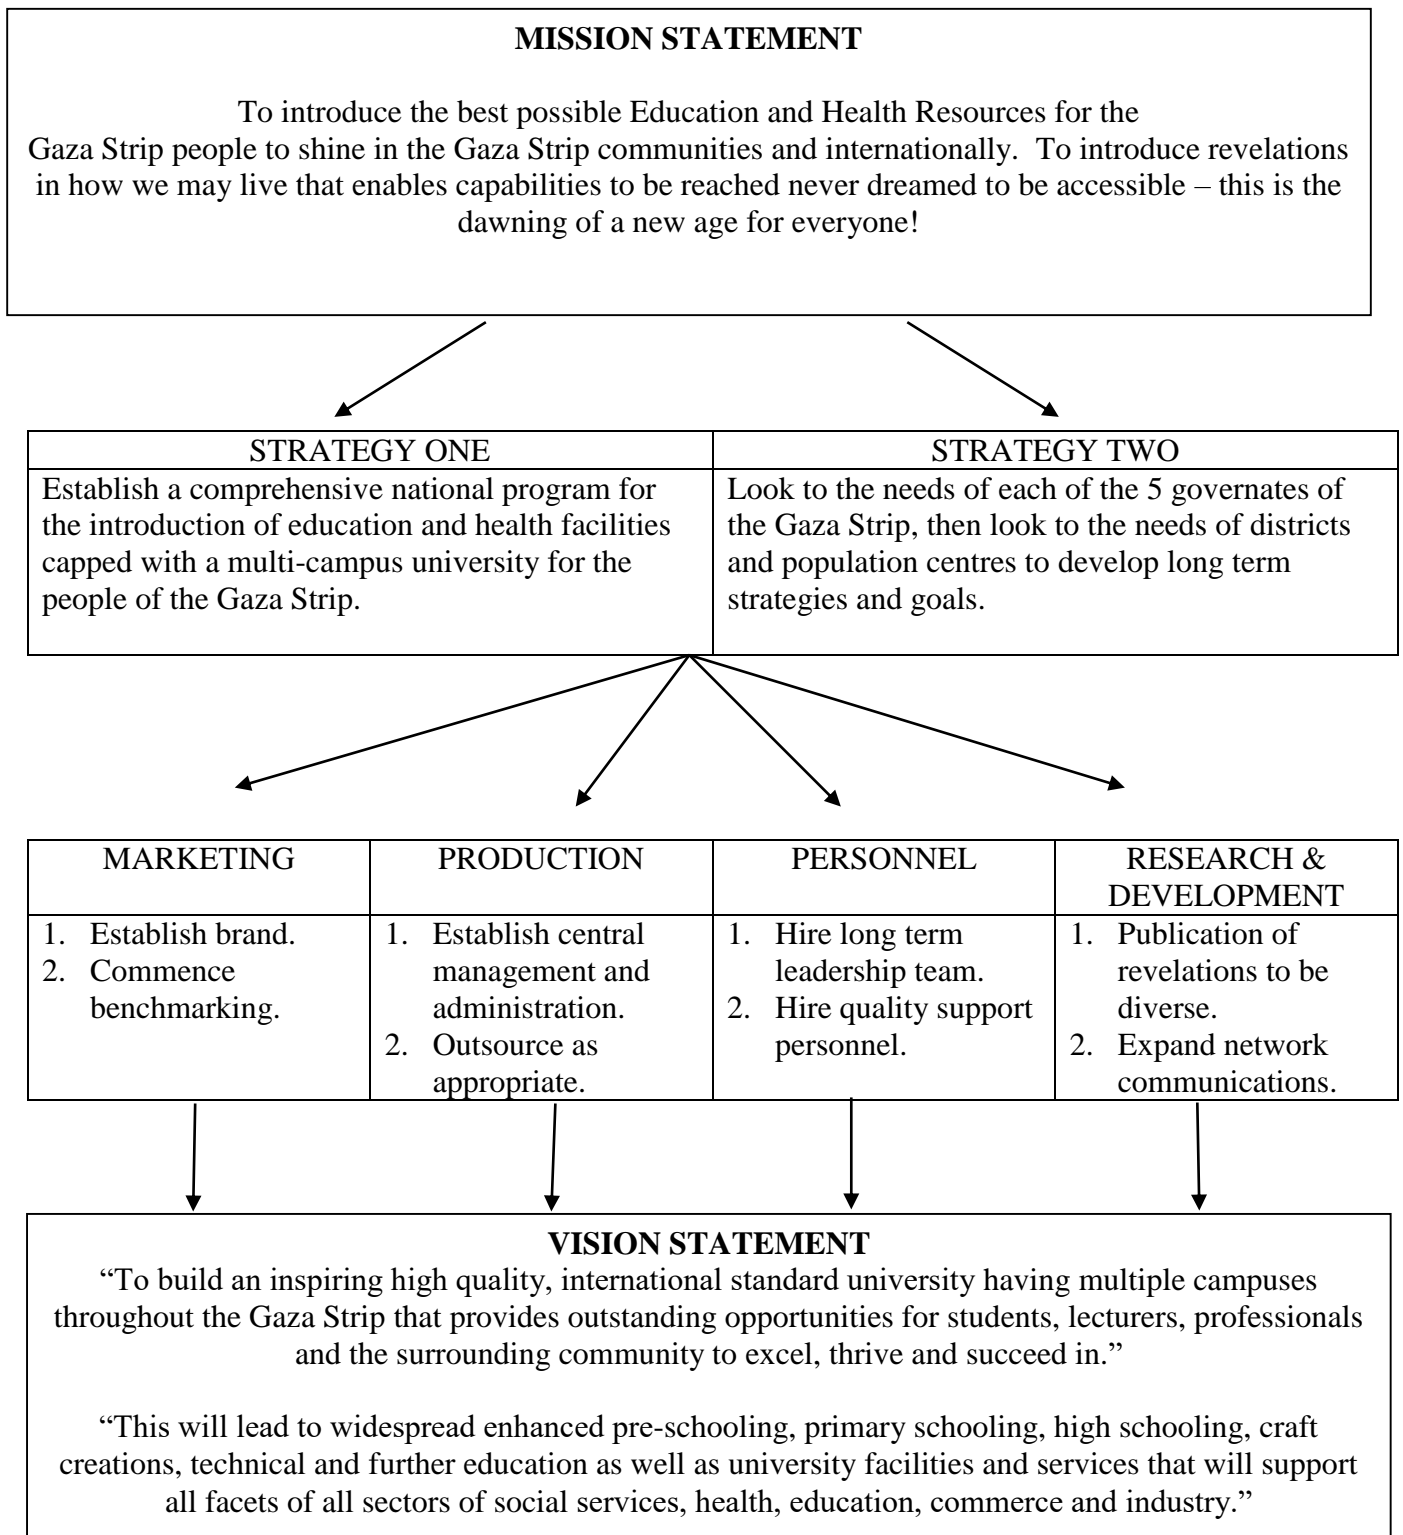 MISSION STATEMENT
To introduce the best possible Education and Health Resources for the
Gaza Strip people to shine in the Gaza Strip communities and internationally.  To introduce revelations
in how we may live that enables capabilities to be reached never dreamed to be accessible – this is the
dawning of a new age for everyone!
STRATEGY ONE
Establish a comprehensive national program for
the introduction of education and health facilities
capped with a multi-campus university for the
people of the Gaza Strip.
STRATEGY TWO
Look to the needs of each of the 5 governates of
the Gaza Strip, then look to the needs of districts
and population centres to develop long term
strategies and goals.
MARKETING
1. Establish brand.
2. Commence
benchmarking.
PRODUCTION
1. Establish central
management and
administration.
2. Outsource as
appropriate.
PERSONNEL
1. Hire long term
leadership team.
2. Hire quality support
personnel.
RESEARCH &
DEVELOPMENT
1. Publication of
revelations to be
diverse.
2. Expand network
communications.
VISION STATEMENT
“To build an inspiring high quality, international standard university having multiple campuses
throughout the Gaza Strip that provides outstanding opportunities for students, lecturers, professionals
and the surrounding community to excel, thrive and succeed in.”
“This will lead to widespread enhanced pre-schooling, primary schooling, high schooling, craft
creations, technical and further education as well as university facilities and services that will support
all facets of all sectors of social services, health, education, commerce and industry.”